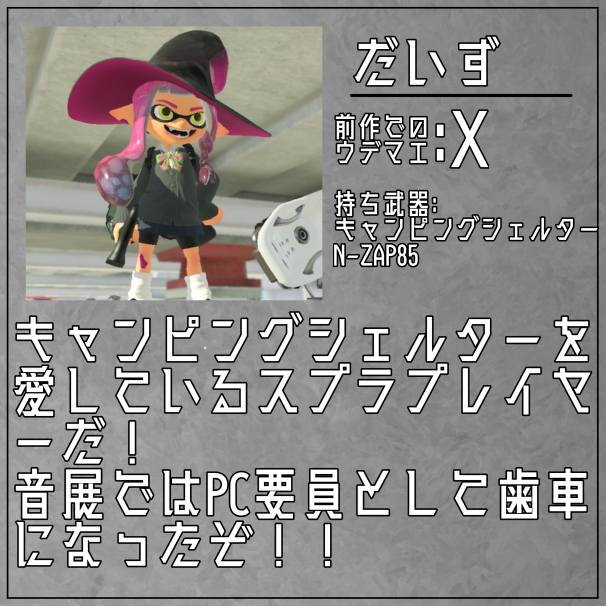 だいず
前作での
ウデマエ:X
持ち武器:
キャンピングシェルター
N-ZAP85
キャンピングシェルターを
愛しているスプラプレイヤ
ーだ！
音展ではPC要員として歯車
になったぞ！！